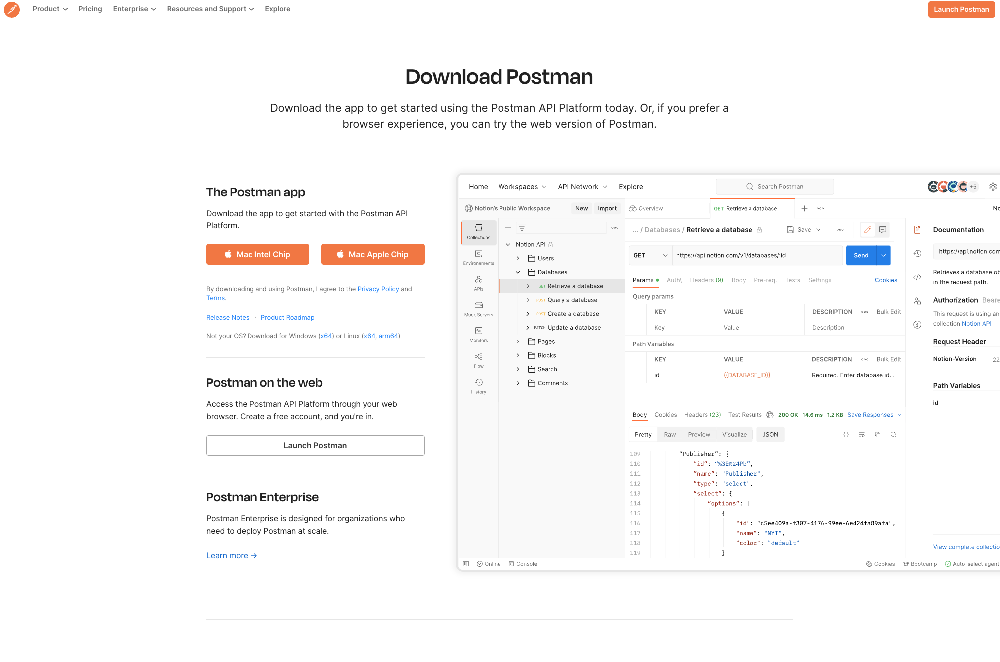 Product
Pricing
Enterprise
Resources and Support
Explore
Launch Postman
Download Postman
Download the app to get started using the Postman API Platform today. Or, if you prefer a
browser experience, you can try the web version of Postman.
The Postman app
Download the app to get started with the Postman API
Platform.
Mac Intel Chip
Mac Apple Chip
By downloading and using Postman, I agree to the Privacy Policy and
Terms.
Release Notes · Product Roadmap
Not your OS? Download for Windows (x64) or Linux (x64, arm64)
Postman on the web
Access the Postman API Platform through your web
browser. Create a free account, and you're in.
Launch Postman
Postman Enterprise
Postman Enterprise is designed for organizations who
need to deploy Postman at scale.
Learn more →
Home
Workspaces
API Network
Explore
Search Postman
+5
Notion’s Public Workspace
New
Import
Overview
GET Retrieve a database
No
Collections
Environements
APIs
Mock Servers
Monitors
Flow
History
Notion API
Users
Databases
GET Retrieve a database
POST Query a database
POST Create a database
PATCH Update a database
Pages
Blocks
Search
Comments
... / Databases / Retrieve a database
Save
GET
https://api.notion.com/v1/databases/:id
Send
Params
Auth\
Headers (9)
Body
Pre-req.
Tests
Settings
Cookies
Query params
KEY
VALUE
DESCRIPTION
Bulk Edit
Key
Value
Description
Path Variables
KEY
VALUE
DESCRIPTION
Bulk Edit
id
{{DATABASE_ID}}
Required. Enter database id...
Body
Cookies
Headers (23)
Test Results
200 OK
14.6 ms
1.2 KB
Save Responses
Pretty
Raw
Preview
Visualize
JSON
109 “Publisher”: {
110 “id”: “%3E%24Pb”,
111 ”name”: "Publisher",
112 “type”: "select",
113 “select”: {
114 “options”: [
115 {
116 "id": "c5ee409a-f307-4176-99ee-6e424fa89afa",
117 "name": "NYT",
118 "color": "default"
119 }
Documentation
https://api.notion.com
Retrieves a database ob
in the request path.
Authorization Beare
This request is using an
collection Notion API
Request Header
Notion-Version 22
Path Variables
id
View complete collectio
Online
Console
Cookies
Bootcamp
Auto-select agent